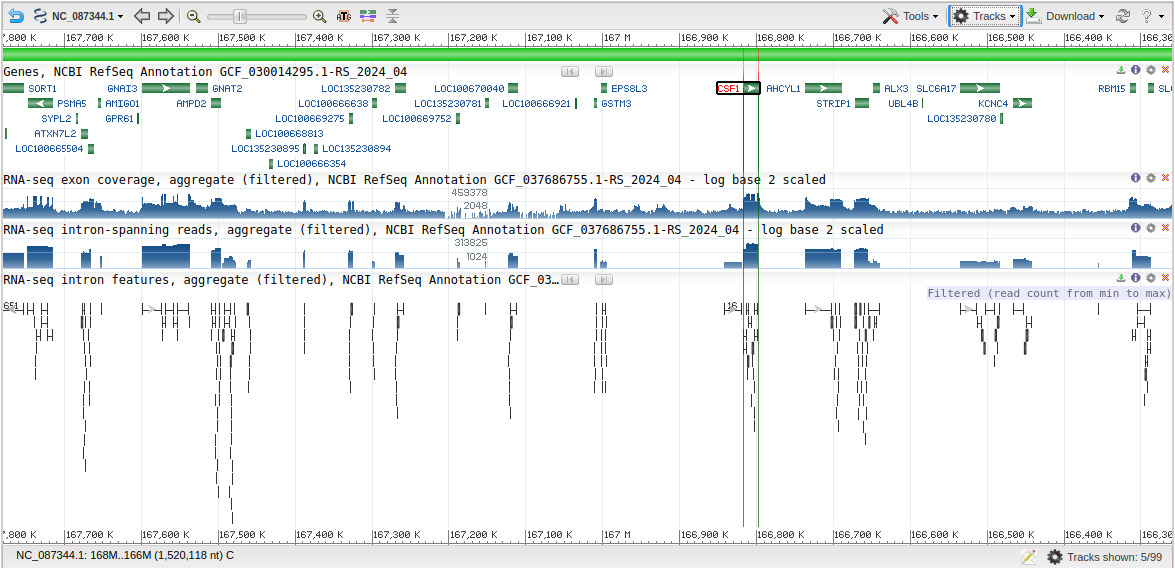 NC_087344.1
Tools
Tracks
Download
?
7,800 K 167,700 K 167,600 K 167,500 K 167,400 K 167,300 K 167,200 K 167,100 K 167 M 166,900 K 166,800 K 166,700 K 166,600 K 166,500 K 166,400 K 166,30
Genes, NCBI RefSeq Annotation GCF_030014295.1-RS_2024_04
SORT1 GNAI3 GNAT2 LOC135230782 LOC100670040 EPS8L3 CSF1 AHCYL1 ALX3 SLC6A17 RBM15 SLC
PSMA5 AMIGO1 AMPD2 LOC100666638 LOC135230781 LOC100666921 GSTM3 STRIP1 UBL4B KCNC4
SYPL2 GPR61 LOC100669275 LOC100669752 LOC135230780
ATXN7L2 LOC100668813
LOC100665504 LOC135230895 LOC135230894
LOC100666354
RNA-seq exon coverage, aggregate (filtered), NCBI RefSeq Annotation GCF_037686755.1-RS_2024_04 - log base 2 scaled
459378
2048
RNA-seq intron-spanning reads, aggregate (filtered), NCBI RefSeq Annotation GCF_037686755.1-RS_2024_04 - log base 2 scaled
313825
1024
RNA-seq intron features, aggregate (filtered), NCBI RefSeq Annotation GCF_03...
Filtered (read count from min to max)
651 16
7,800 K 167,700 K 167,600 K 167,500 K 167,400 K 167,300 K 167,200 K 167,100 K 167 M 166,900 K 166,800 K 166,700 K 166,600 K 166,500 K 166,400 K 166,30
NC_087344.1: 168M..166M (1,520,118 nt) C
Tracks shown: 5/99